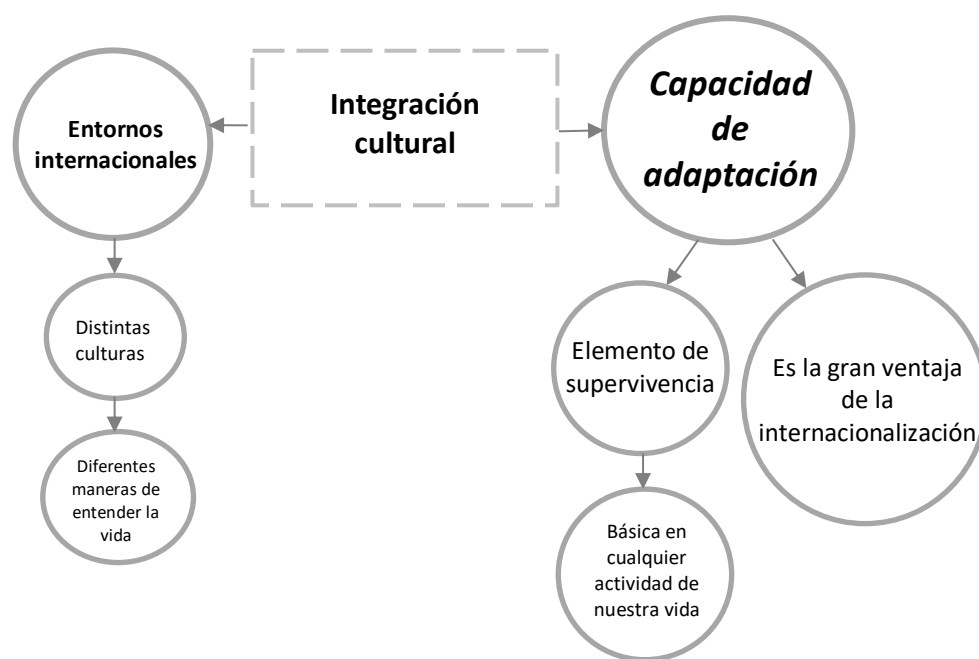 Integración
cultural
Entornos
internacionales
Distintas
culturas
Diferentes
maneras de
entender la
vida
Capacidad
de
adaptación
Elemento de
supervivencia
Básica en
cualquier
actividad de
nuestra vida
Es la gran ventaja
de la
internacionalización